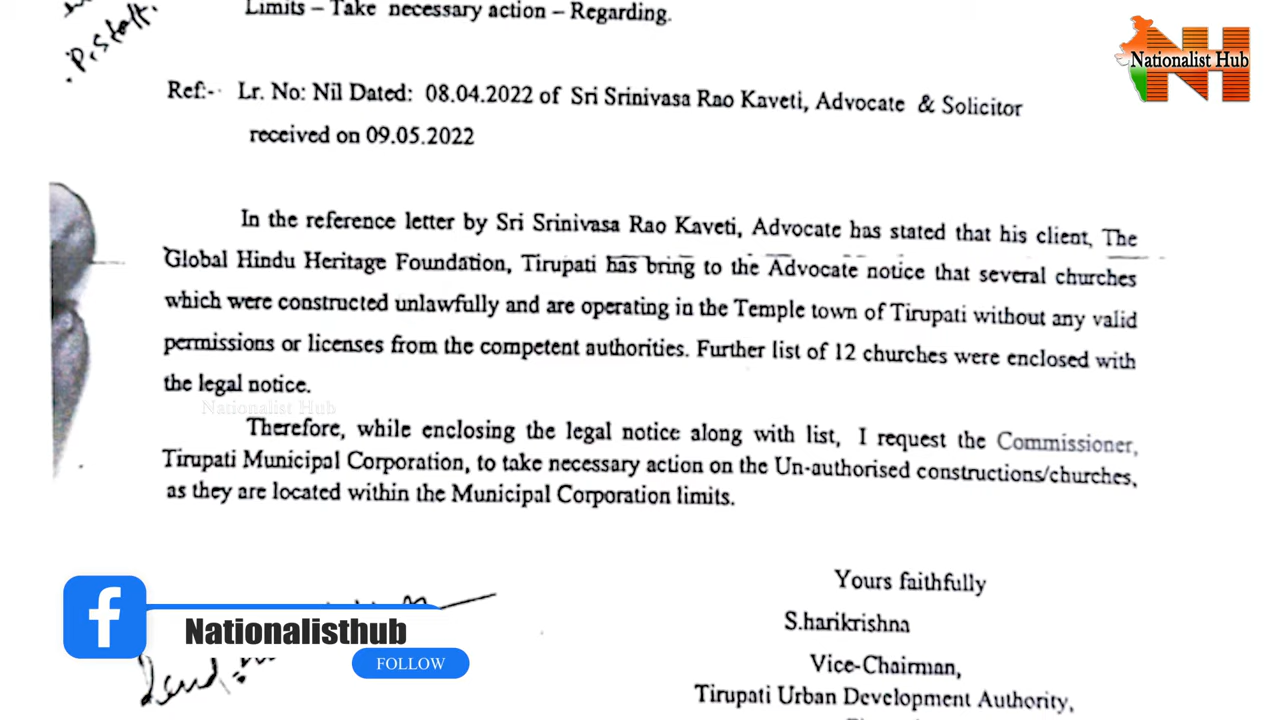 Limits – Take necessary action – Regarding.
P.Staff.
Nationalist Hub
Ref:- Lr. No: Nil Dated: 08.04.2022 of Sri Srinivasa Rao Kaveti, Advocate & Solicitor
received on 09.05.2022
In the reference letter by Sri Srinivasa Rao Kaveti, Advocate has stated that his client, The
Global Hindu Heritage Foundation, Tirupati has bring to the Advocate notice that several churches
which were constructed unlawfully and are operating in the Temple town of Tirupati without any valid
permissions or licenses from the competent authorities. Further list of 12 churches were enclosed with
the legal notice.
Nationalist Hub
Therefore, while enclosing the legal notice along with list, I request the Commissioner,
Tirupati Municipal Corporation, to take necessary action on the Un-authorised constructions/churches,
as they are located within the Municipal Corporation limits.
Yours faithfully
S.harikrishna
Vice-Chairman,
Tirupati Urban Development Authority,
Nationalisthub
FOLLOW